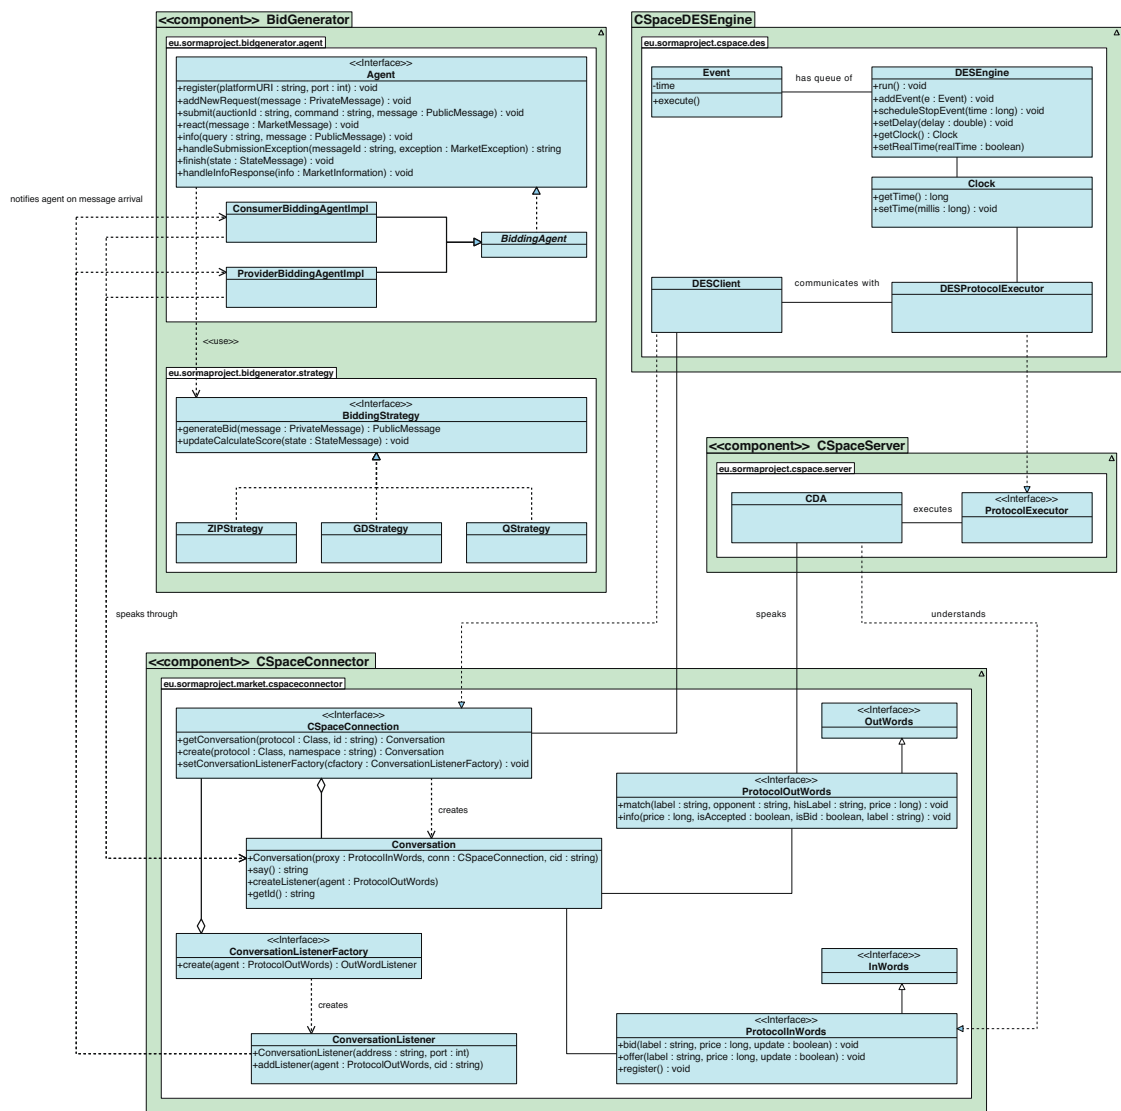 <<component>> BidGenerator
eu.sormaproject.bidgenerator.agent
<<Interface>>
Agent
+register(platformURI : string, port : int) : void
+addNewRequest(message : PrivateMessage) : void
+submit(auctionId : string, command : string, message : PublicMessage) : void
+react(message : MarketMessage) : void
+info(query : string, message : PublicMessage) : void
+handleSubmissionException(messageId : string, exception : MarketException) : string
+finish(state : StateMessage) : void
+handleInfoResponse(info : MarketInformation) : void
notifies agent on message arrival
ConsumerBiddingAgentImpl
BiddingAgent
ProviderBiddingAgentImpl
<<use>>
eu.sormaproject.bidgenerator.strategy
<<Interface>>
BiddingStrategy
+generateBid(message : PrivateMessage) : PublicMessage
+updateCalculateScore(state : StateMessage) : void
ZIPStrategy
GDStrategy
QStrategy
CSpaceDESEngine
eu.sormaproject.cspace.des
Event
-time
+execute()
has queue of
DESEngine
+run() : void
+addEvent(e : Event) : void
+scheduleStopEvent(time : long) : void
+setDelay(delay : double) : void
+getClock() : Clock
+setRealTime(realTime : boolean)
Clock
+getTime() : long
+setTime(millis : long) : void
DESClient
communicates with
DESProtocolExecutor
<<component>> CSpaceServer
eu.sormaproject.cspace.server
CDA
executes
<<Interface>>
ProtocolExecutor
speaks through
speaks
understands
<<component>> CSpaceConnector
eu.sormaproject.market.cspaceconnector
<<Interface>>
CSpaceConnection
+getConversation(protocol : Class, id : string) : Conversation
+create(protocol : Class, namespace : string) : Conversation
+setConversationListenerFactory(cfactory : ConversationListenerFactory) : void
<<Interface>>
OutWords
<<Interface>>
ProtocolOutWords
+match(label : string, opponent : string, hisLabel : string, price : long) : void
+info(price : long, isAccepted : boolean, isBid : boolean, label : string) : void
creates
Conversation
+Conversation(proxy : ProtocolInWords, conn : CSpaceConnection, cid : string)
+say() : string
+createListener(agent : ProtocolOutWords)
+getId() : string
<<Interface>>
ConversationListenerFactory
+create(agent : ProtocolOutWords) : OutWordListener
<<Interface>>
InWords
creates
<<Interface>>
ProtocolInWords
+bid(label : string, price : long, update : boolean) : void
+offer(label : string, price : long, update : boolean) : void
+register() : void
ConversationListener
+ConversationListener(address : string, port : int)
+addListener(agent : ProtocolOutWords, cid : string)